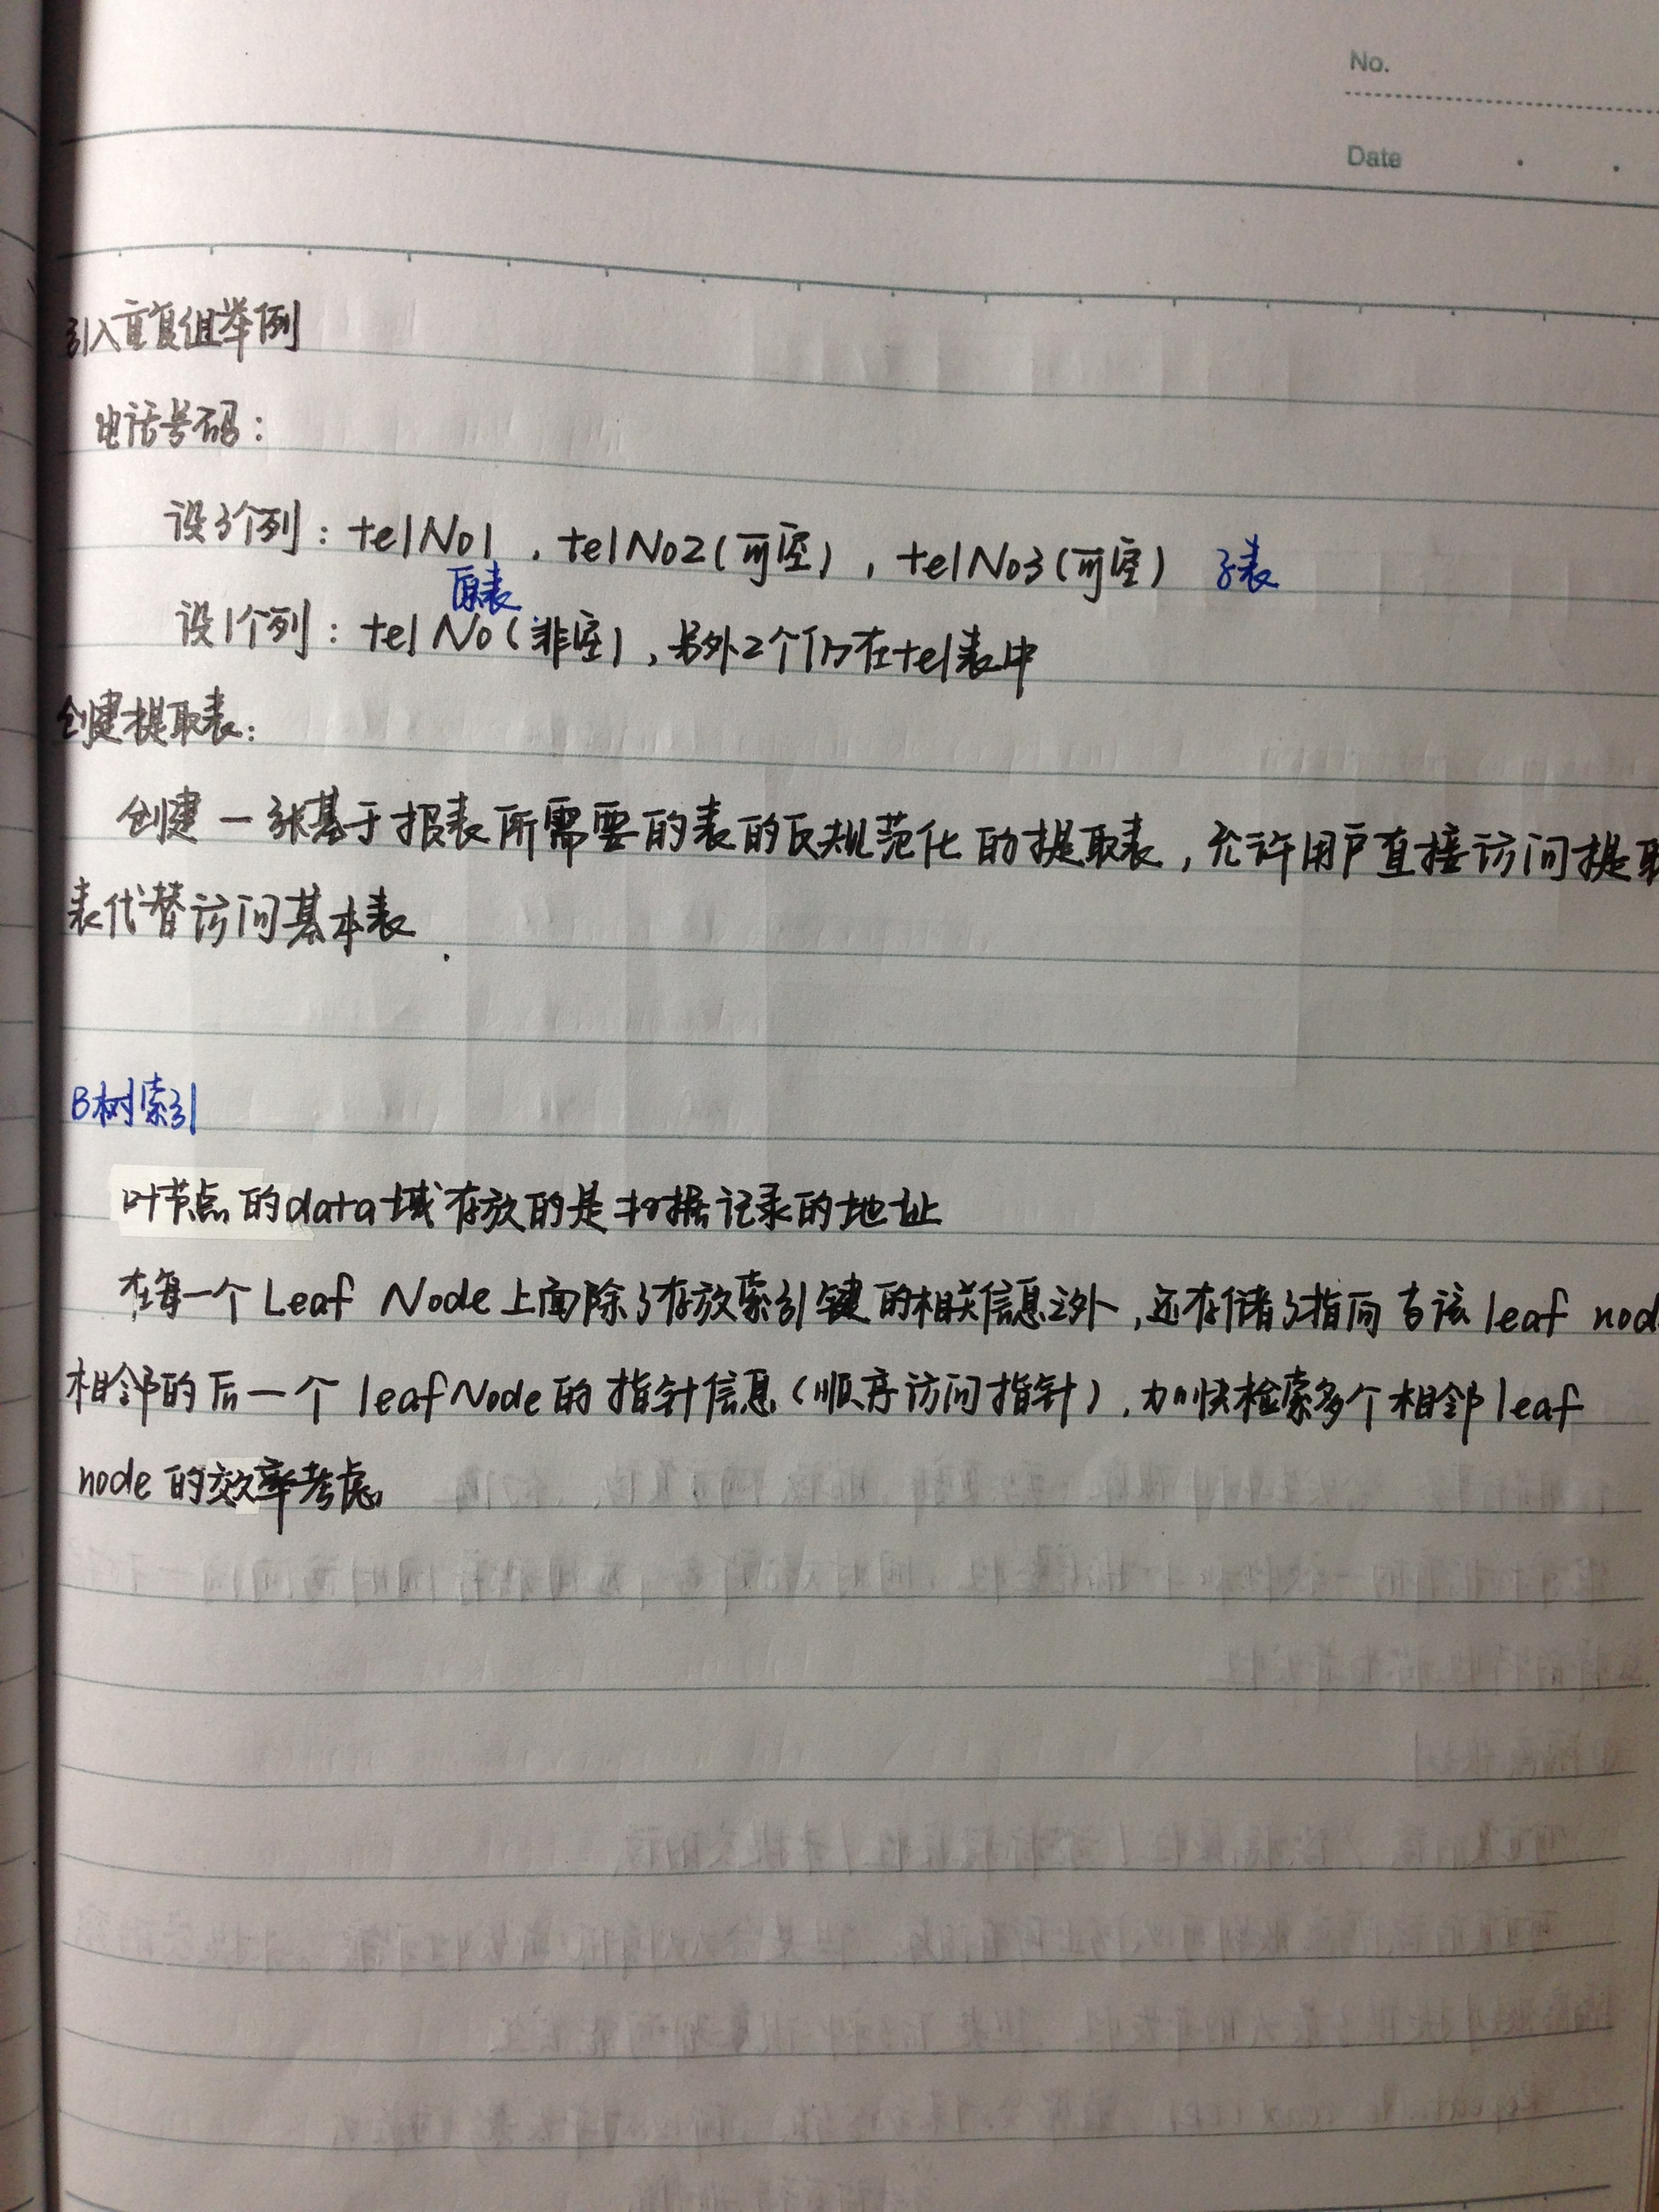 No.
Date
引入重复组举例
电话号码：
设3个列：telNo1，telNo2（可空），telNo3（可空） 子表
原表
设1个列：telNo（非空），另外2个仍在tel表中
创建提取表：
创建一张基于报表所需要的表的反规范化的提取表，允许用户直接访问提取
表代替访问基本表.
B树索引
叶节点的data域存放的是数据记录的地址
在每一个Leaf Node上面除了存放索引键的相关信息之外，还存储了指向与该leaf nod
相邻的后一个leafNode的指针信息（顺序访问指针），加快检索多个相邻leaf
node的效率考虑